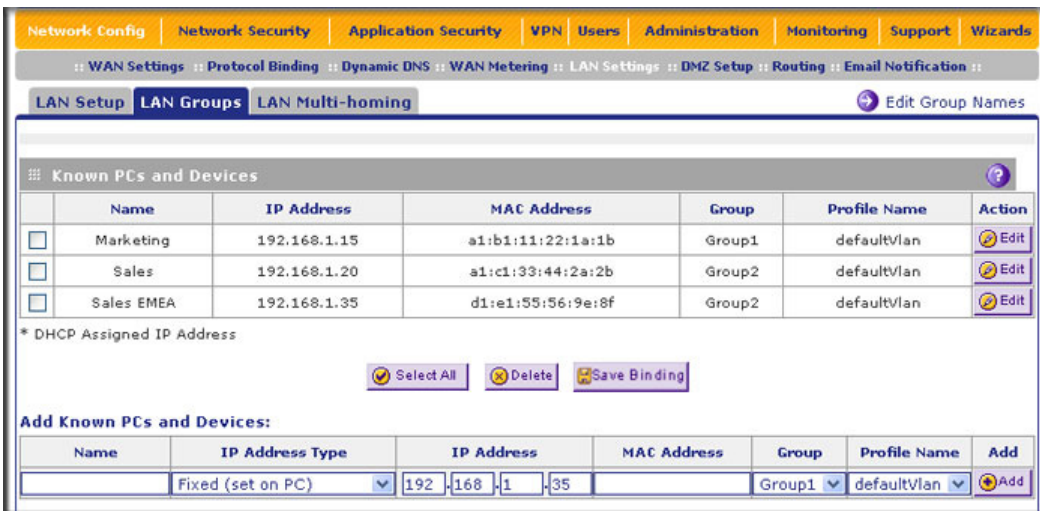 Network Config Network Security Application Security VPN Users Administration Monitoring Support Wizards
:: WAN Settings :: Protocol Binding :: Dynamic DNS :: WAN Metering :: LAN Settings :: DMZ Setup :: Routing :: Email Notification ::
LAN Setup LAN Groups LAN Multi-homing Edit Group Names
Known PCs and Devices ?
Name IP Address MAC Address Group Profile Name Action
Marketing 192.168.1.15 a1:b1:11:22:1a:1b Group1 defaultVlan Edit
Sales 192.168.1.20 a1:c1:33:44:2a:2b Group2 defaultVlan Edit
Sales EMEA 192.168.1.35 d1:e1:55:56:9e:8f Group2 defaultVlan Edit
* DHCP Assigned IP Address
Select All Delete Save Binding
Add Known PCs and Devices:
Name IP Address Type IP Address MAC Address Group Profile Name Add
Fixed (set on PC) 192 .168 .1 .35 Group1 defaultVlan Add